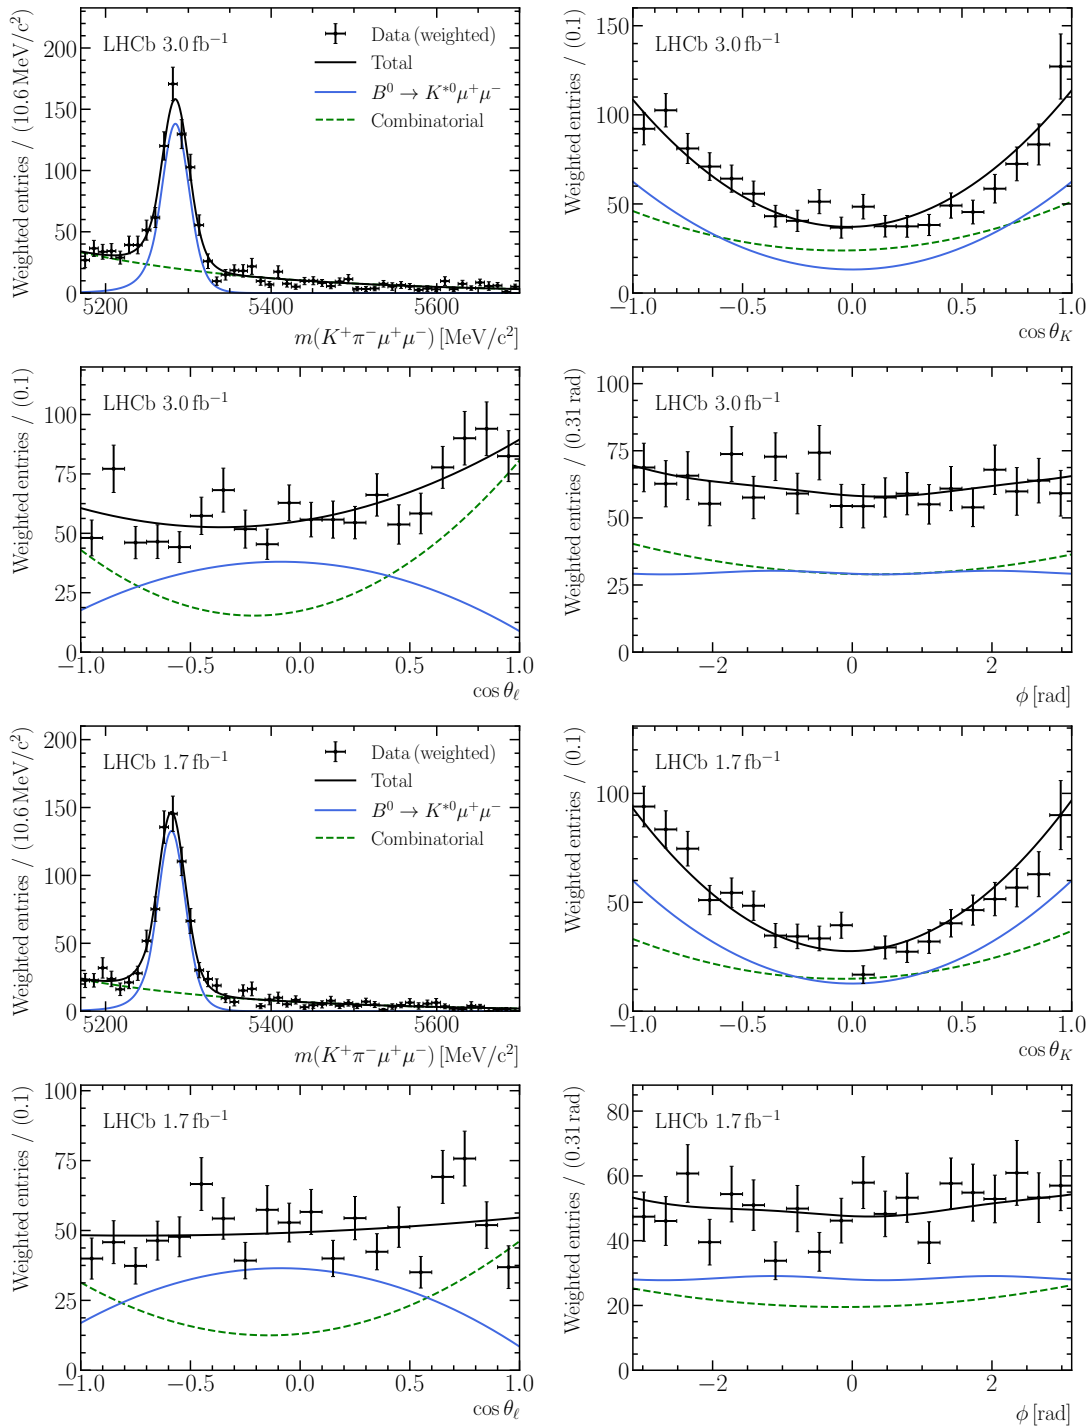 Weighted entries / (10.6 MeV/c²)
200
150
100
50
0
LHCb 3.0 fb⁻¹
Data (weighted)
Total
B⁰ → K*⁰μ⁺μ⁻
Combinatorial
5200 5400 5600
m(K⁺π⁻μ⁺μ⁻) [MeV/c²]
Weighted entries / (0.1)
150
100
50
0
LHCb 3.0 fb⁻¹
−1.0 −0.5 0.0 0.5 1.0
cos θ_K
Weighted entries / (0.1)
100
75
50
25
0
LHCb 3.0 fb⁻¹
−1.0 −0.5 0.0 0.5 1.0
cos θ_ℓ
Weighted entries / (0.31 rad)
100
75
50
25
0
LHCb 3.0 fb⁻¹
−2 0 2
ϕ [rad]
Weighted entries / (10.6 MeV/c²)
200
150
100
50
0
LHCb 1.7 fb⁻¹
Data (weighted)
Total
B⁰ → K*⁰μ⁺μ⁻
Combinatorial
5200 5400 5600
m(K⁺π⁻μ⁺μ⁻) [MeV/c²]
Weighted entries / (0.1)
100
50
0
LHCb 1.7 fb⁻¹
−1.0 −0.5 0.0 0.5 1.0
cos θ_K
Weighted entries / (0.1)
100
75
50
25
0
LHCb 1.7 fb⁻¹
−1.0 −0.5 0.0 0.5 1.0
cos θ_ℓ
Weighted entries / (0.31 rad)
80
60
40
20
0
LHCb 1.7 fb⁻¹
−2 0 2
ϕ [rad]